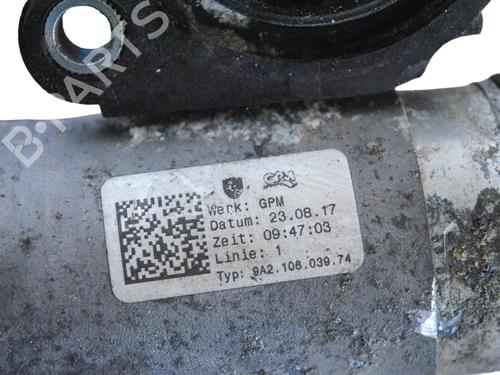 GPM
Werk: GPM
Datum: 23.08.17
Zeit: 09:47:03
Linie: 1
Typ: 9A2.106.039.74
B-PARTS